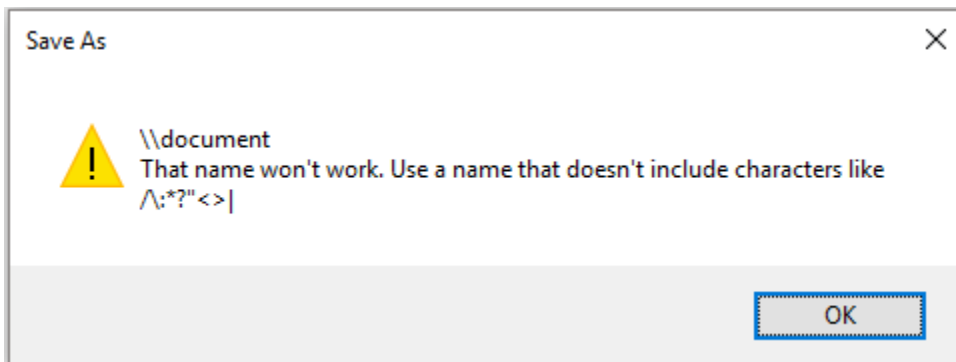 Save As
\\document
That name won't work. Use a name that doesn't include characters like
/\:*?"<>|
OK